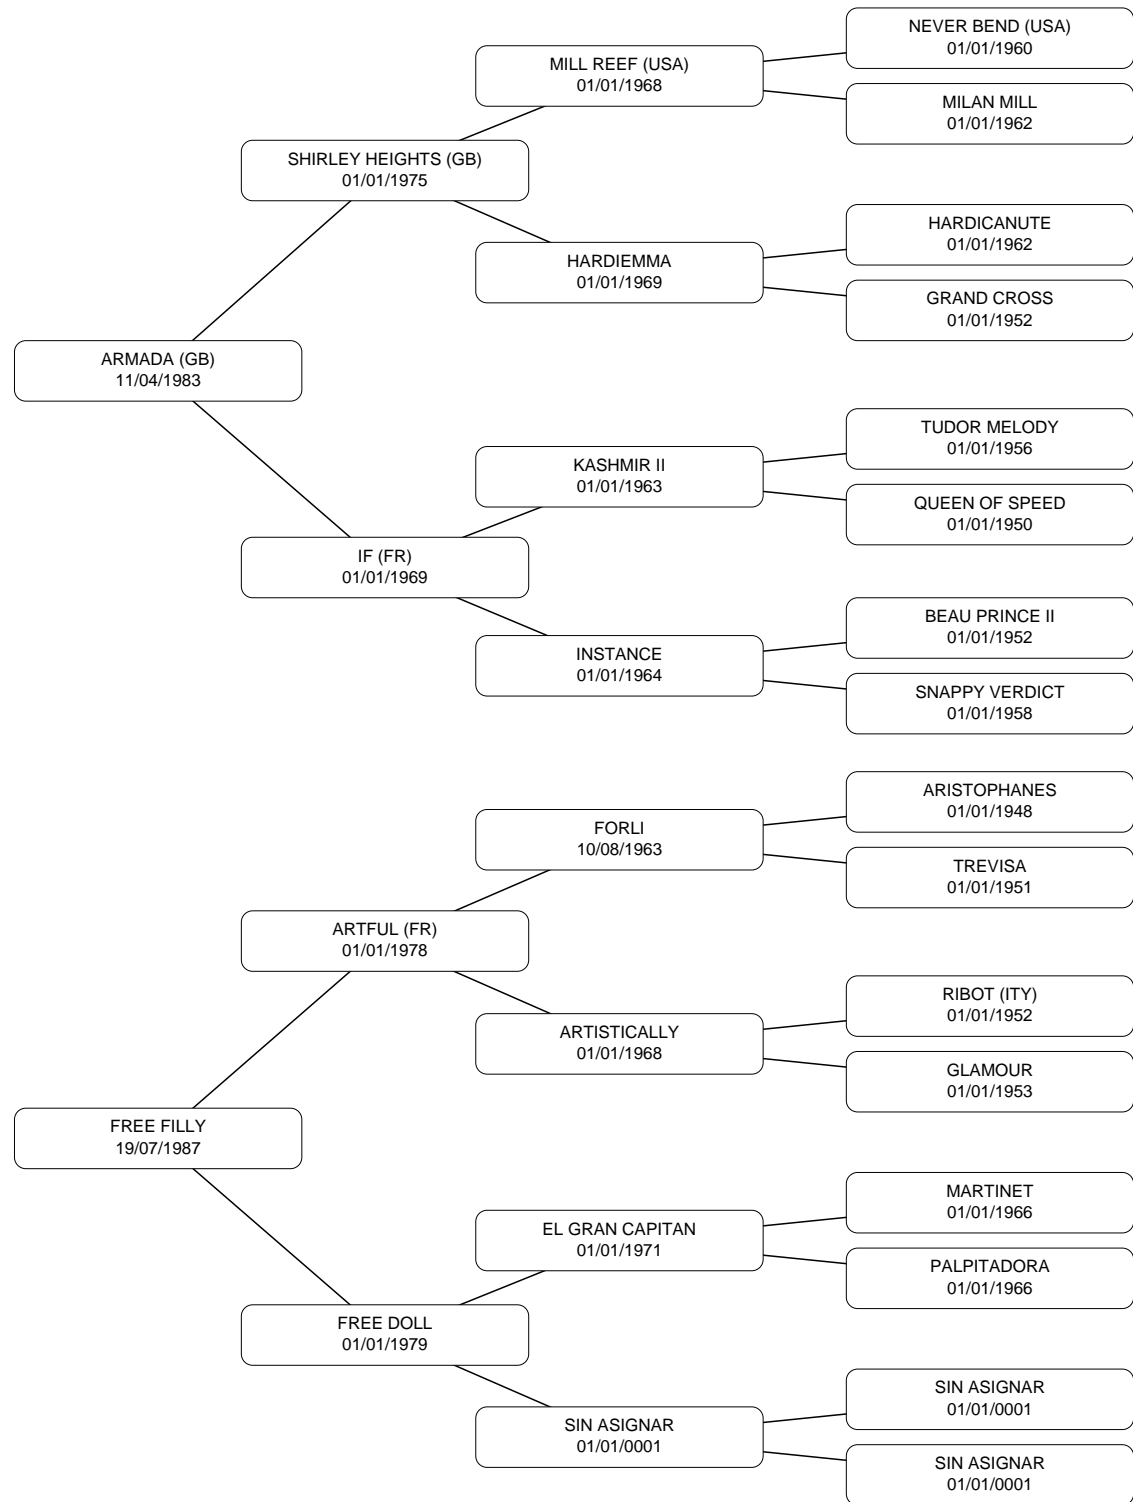 NEVER BEND (USA)
01/01/1960
MILL REEF (USA)
01/01/1968
MILAN MILL
01/01/1962
SHIRLEY HEIGHTS (GB)
01/01/1975
HARDICANUTE
01/01/1962
HARDIEMMA
01/01/1969
GRAND CROSS
01/01/1952
ARMADA (GB)
11/04/1983
TUDOR MELODY
01/01/1956
KASHMIR II
01/01/1963
QUEEN OF SPEED
01/01/1950
IF (FR)
01/01/1969
BEAU PRINCE II
01/01/1952
INSTANCE
01/01/1964
SNAPPY VERDICT
01/01/1958
ARISTOPHANES
01/01/1948
FORLI
10/08/1963
TREVISA
01/01/1951
ARTFUL (FR)
01/01/1978
RIBOT (ITY)
01/01/1952
ARTISTICALLY
01/01/1968
GLAMOUR
01/01/1953
FREE FILLY
19/07/1987
MARTINET
01/01/1966
EL GRAN CAPITAN
01/01/1971
PALPITADORA
01/01/1966
FREE DOLL
01/01/1979
SIN ASIGNAR
01/01/0001
SIN ASIGNAR
01/01/0001
SIN ASIGNAR
01/01/0001